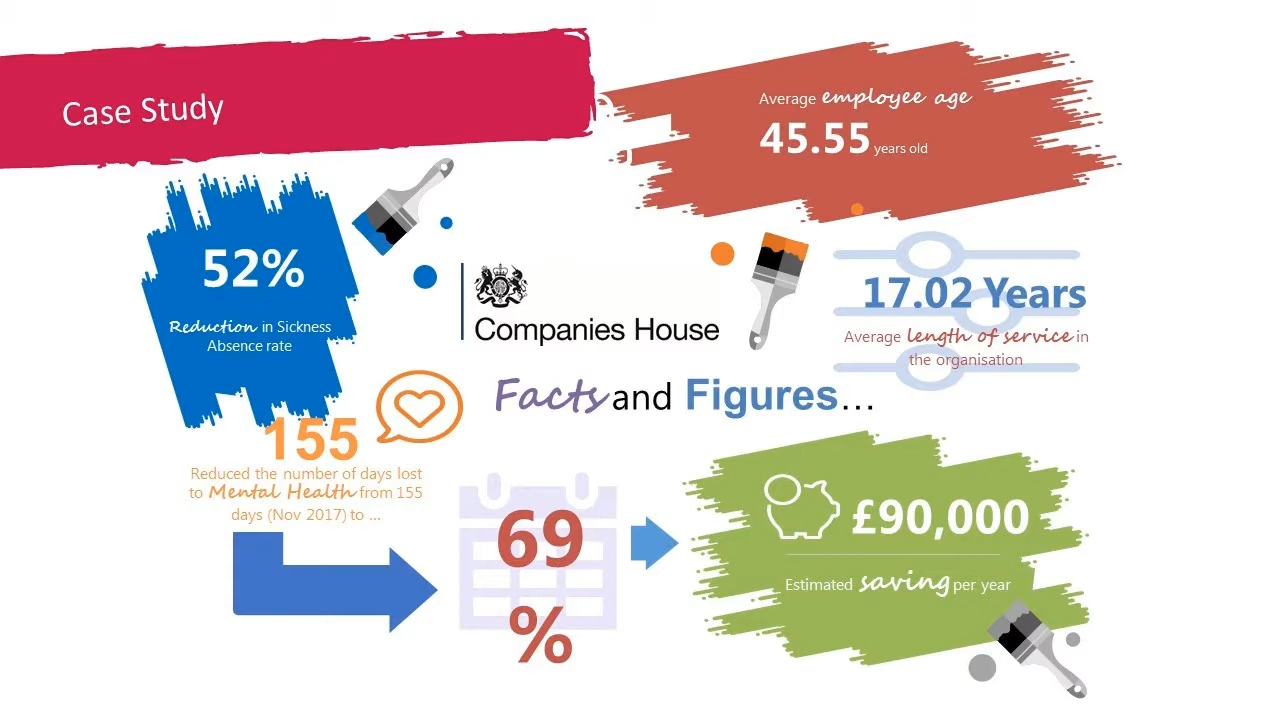 Case Study
Average employee age
45.55 years old
52%
Reduction in Sickness
Absence rate
Companies House
17.02 Years
Average length of service in
the organisation
Facts and Figures...
155
Reduced the number of days lost
to Mental Health from 155
days (Nov 2017) to ...
69
%
£90,000
Estimated saving per year